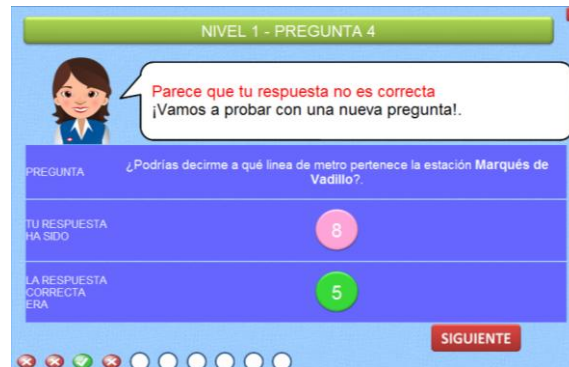 NIVEL 1 - PREGUNTA 4
Parece que tu respuesta no es correcta
¡Vamos a probar con una nueva pregunta!.
PREGUNTA
¿Podrías decirme a qué linea de metro pertenece la estación Marqués de
Vadillo?.
TU RESPUESTA
HA SIDO
8
LA RESPUESTA
CORRECTA
ERA
5
SIGUIENTE